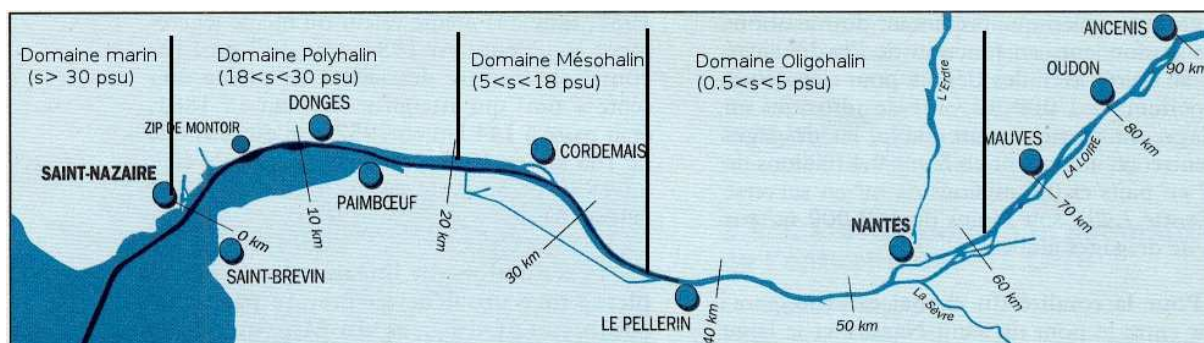 Domaine marin
(s> 30 psu)
Domaine Polyhalin
(18<s<30 psu)
Domaine Mésohalin
(5<s<18 psu)
Domaine Oligohalin
(0.5<s<5 psu)
ANCENIS
90 km
OUDON
80 km
L'Erdre
DONGES
ZIP DE MONTOIR
CORDEMAIS
MAUVES
LA LOIRE
70 km
SAINT-NAZAIRE
PAIMBŒUF
0 km
10 km
20 km
30 km
NANTES
60 km
SAINT-BREVIN
LE PELLERIN
40 km
50 km
La Sèvre